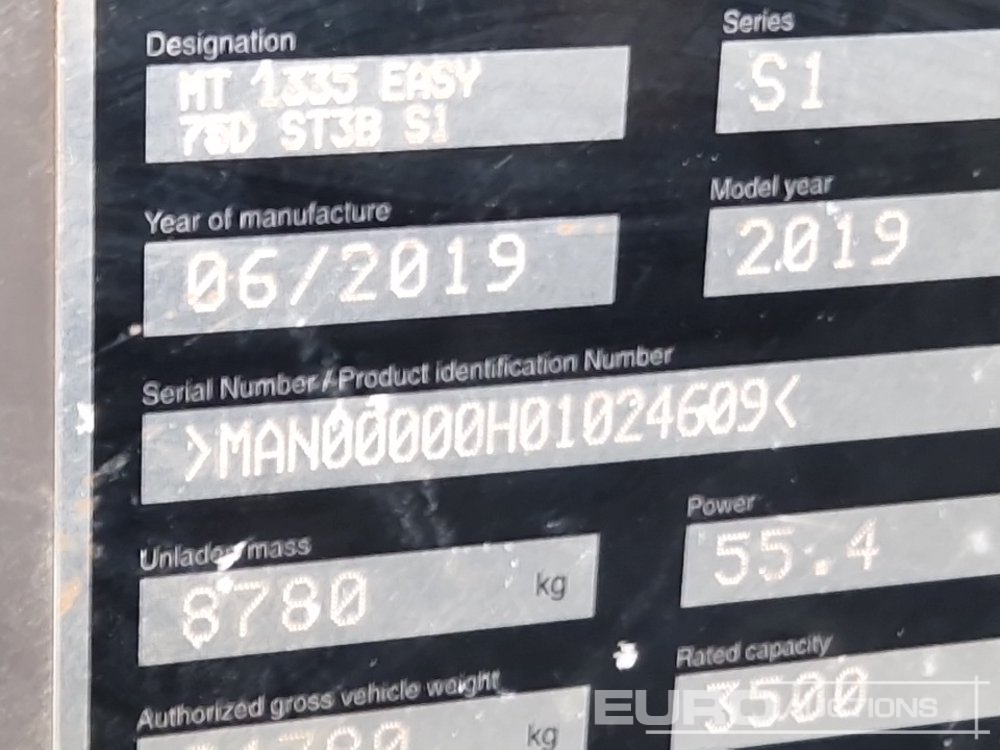 Designation
MT 1335 EASY
75D ST3B S1
Series
S1
Year of manufacture
06/2019
Model year
2019
Serial Number / Product identification Number
>MAN00000H01024609<
Unladen mass
8780 kg
Power
55.4
Authorized gross vehicle weight
kg
Rated capacity
3500
EURO AUCTIONS